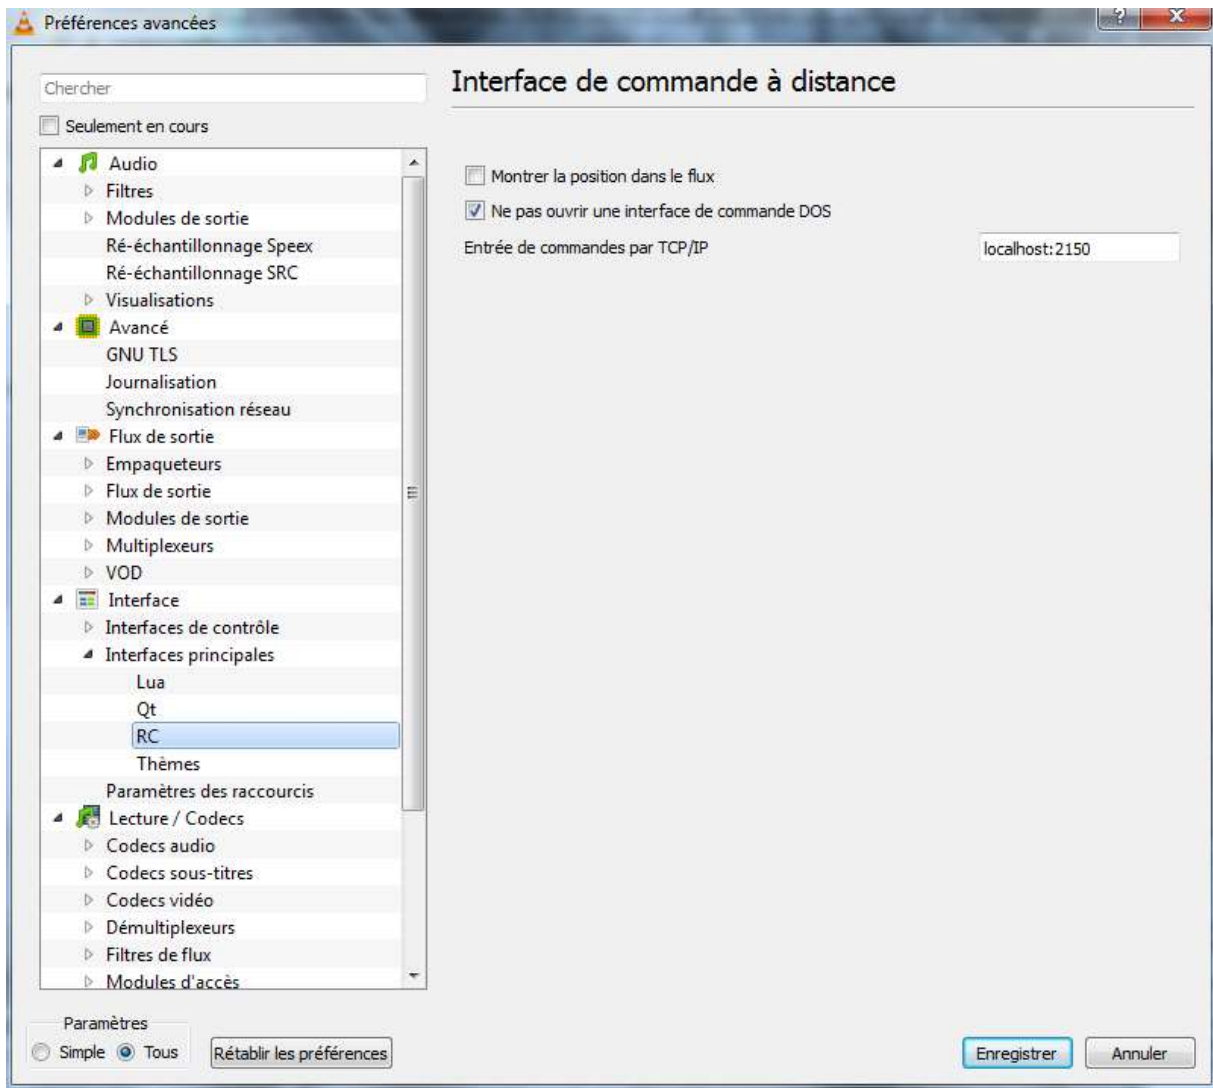 Préférences avancées
Chercher
Seulement en cours
Audio
Filtres
Modules de sortie
Ré-échantillonnage Speex
Ré-échantillonnage SRC
Visualisations
Avancé
GNU TLS
Journalisation
Synchronisation réseau
Flux de sortie
Empaqueteurs
Flux de sortie
Modules de sortie
Multiplexeurs
VOD
Interface
Interfaces de contrôle
Interfaces principales
Lua
Qt
RC
Thèmes
Paramètres des raccourcis
Lecture / Codecs
Codecs audio
Codecs sous-titres
Codecs vidéo
Démultiplexeurs
Filtres de flux
Modules d'accès
Interface de commande à distance
Montrer la position dans le flux
Ne pas ouvrir une interface de commande DOS
Entrée de commandes par TCP/IP localhost:2150
Paramètres
Simple Tous Rétablir les préférences Enregistrer Annuler